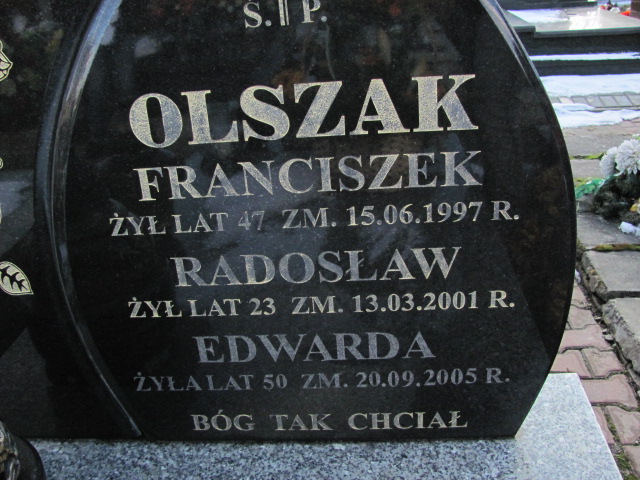 Ś. P.
OLSZAK
FRANCISZEK
ŻYŁ LAT 47 ZM. 15.06.1997 R.
RADOSŁAW
ŻYŁ LAT 23 ZM. 13.03.2001 R.
EDWARDA
ŻYŁA LAT 50 ZM. 20.09.2005 R.
BÓG TAK CHCIAŁ